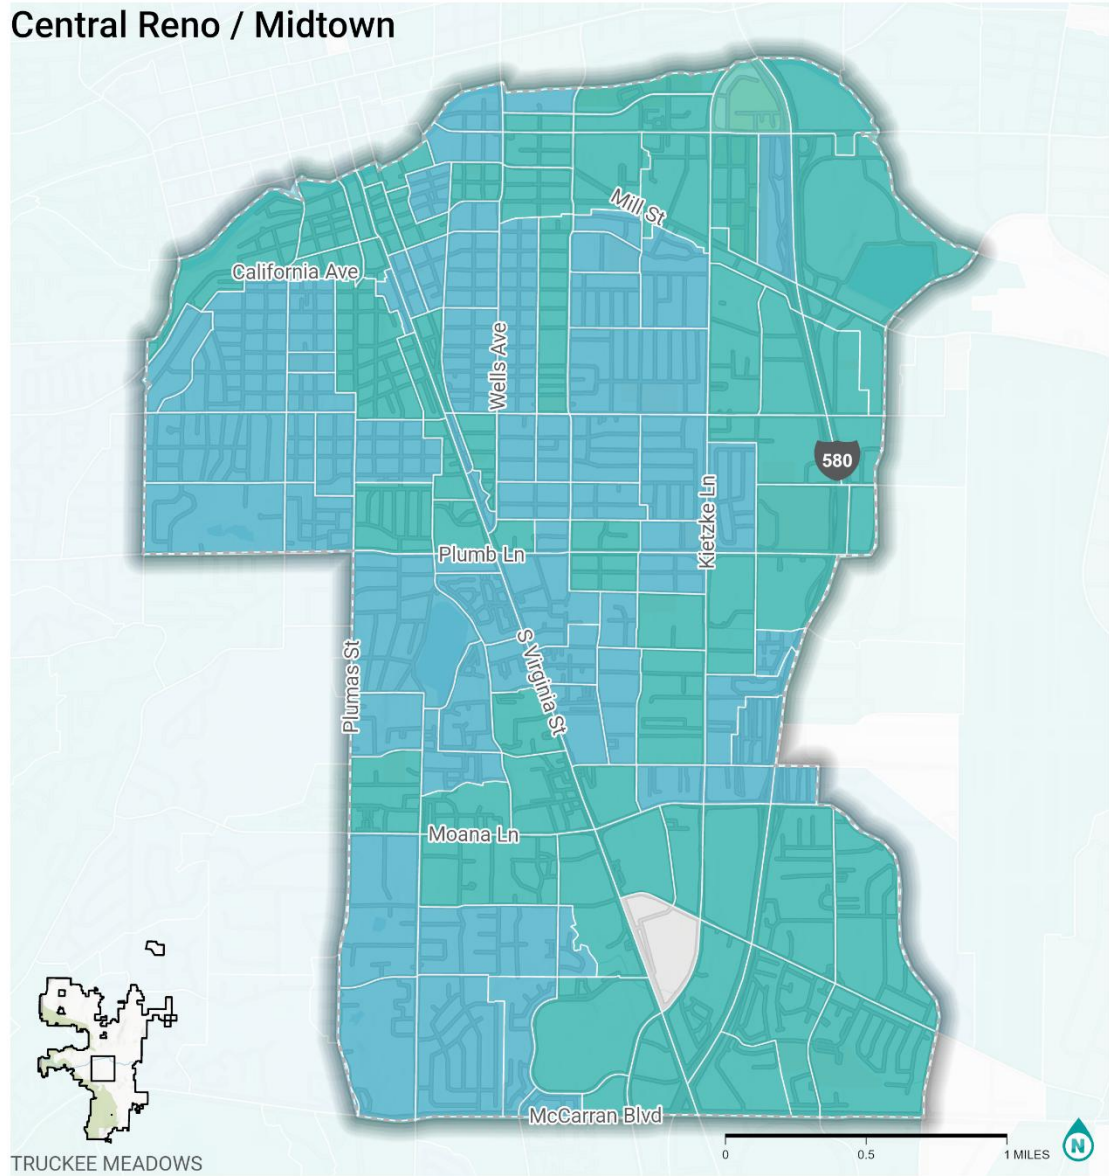 Central Reno / Midtown
Mill St
California Ave
Wells Ave
580
Kietzke Ln
Plumb Ln
S Virginia St
Plumas St
Moana Ln
McCarran Blvd
TRUCKEE MEADOWS
0 0.5 1 MILES
N